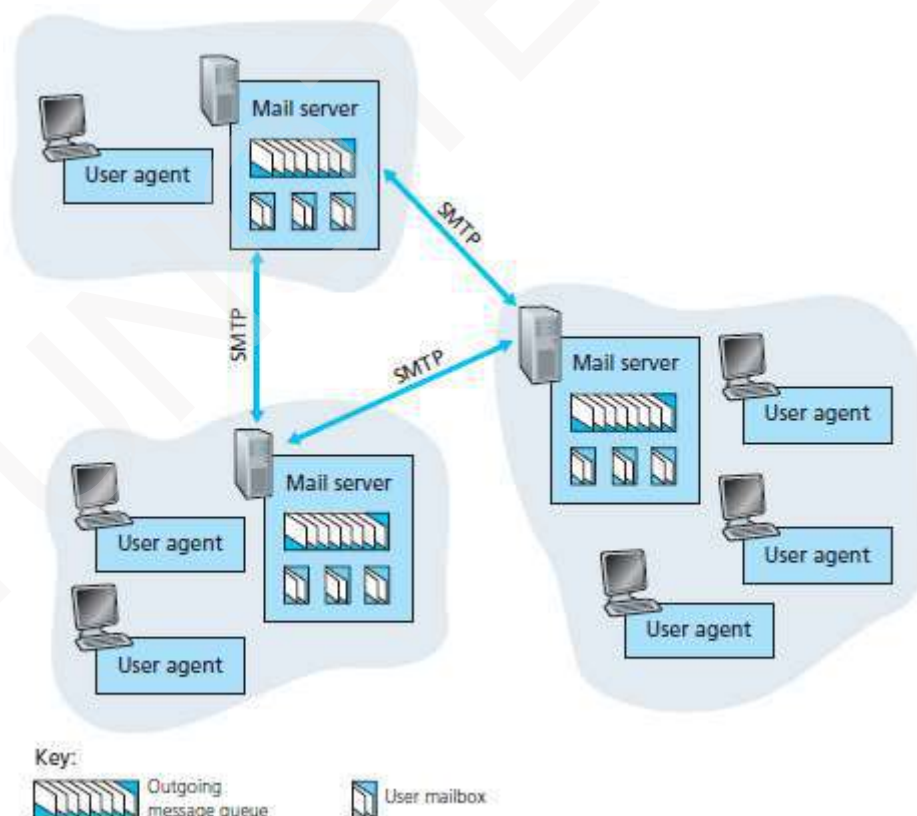 Mail server
User agent
SMTP
SMTP
SMTP
Mail server
User agent
User agent
User agent
Mail server
User agent
User agent
Key:
Outgoing
message queue
User mailbox